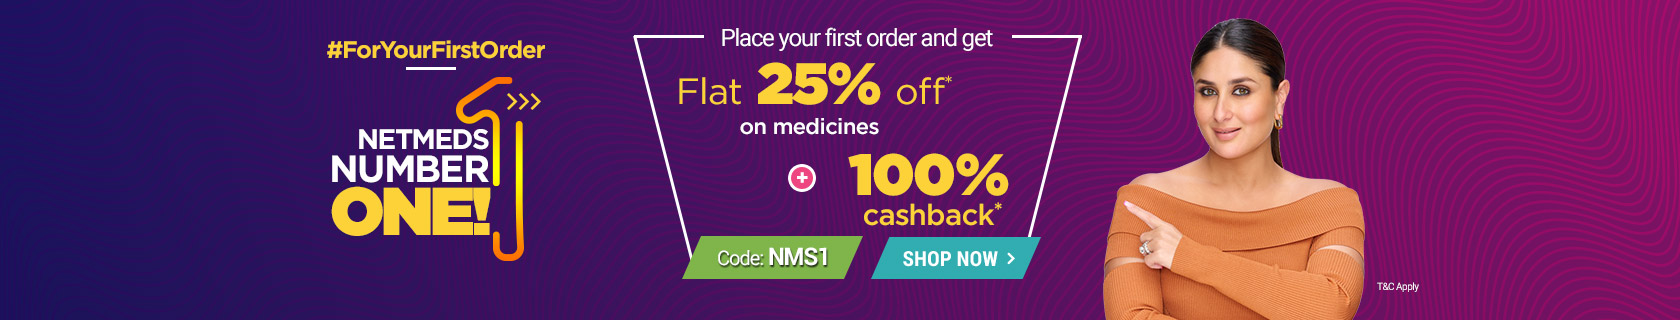 #ForYourFirstOrder
NETMEDS
NUMBER
ONE!
Place your first order and get
Flat 25% off*
on medicines
+ 100%
cashback*
Code: NMS1
SHOP NOW >
T&C Apply